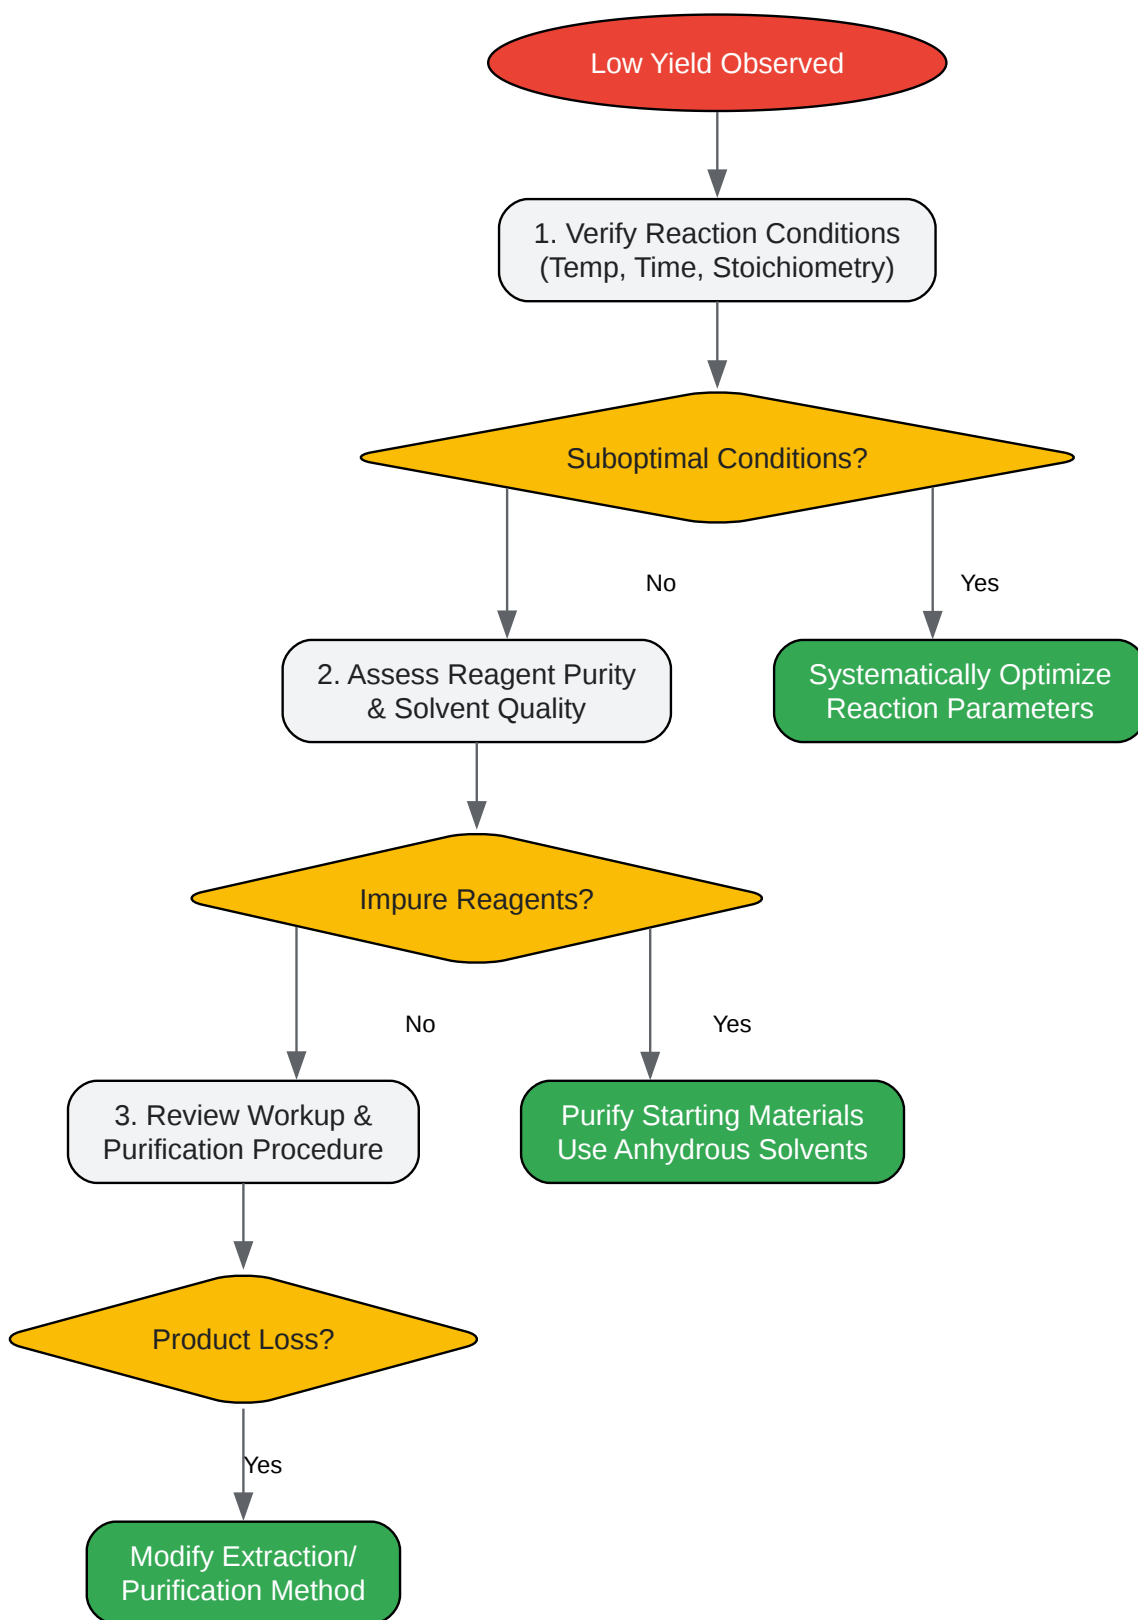 Low Yield Observed
1. Verify Reaction Conditions
(Temp, Time, Stoichiometry)
Suboptimal Conditions?
No
Yes
2. Assess Reagent Purity
& Solvent Quality
Systematically Optimize
Reaction Parameters
Impure Reagents?
No
Yes
3. Review Workup &
Purification Procedure
Purify Starting Materials
Use Anhydrous Solvents
Product Loss?
Yes
Modify Extraction/
Purification Method